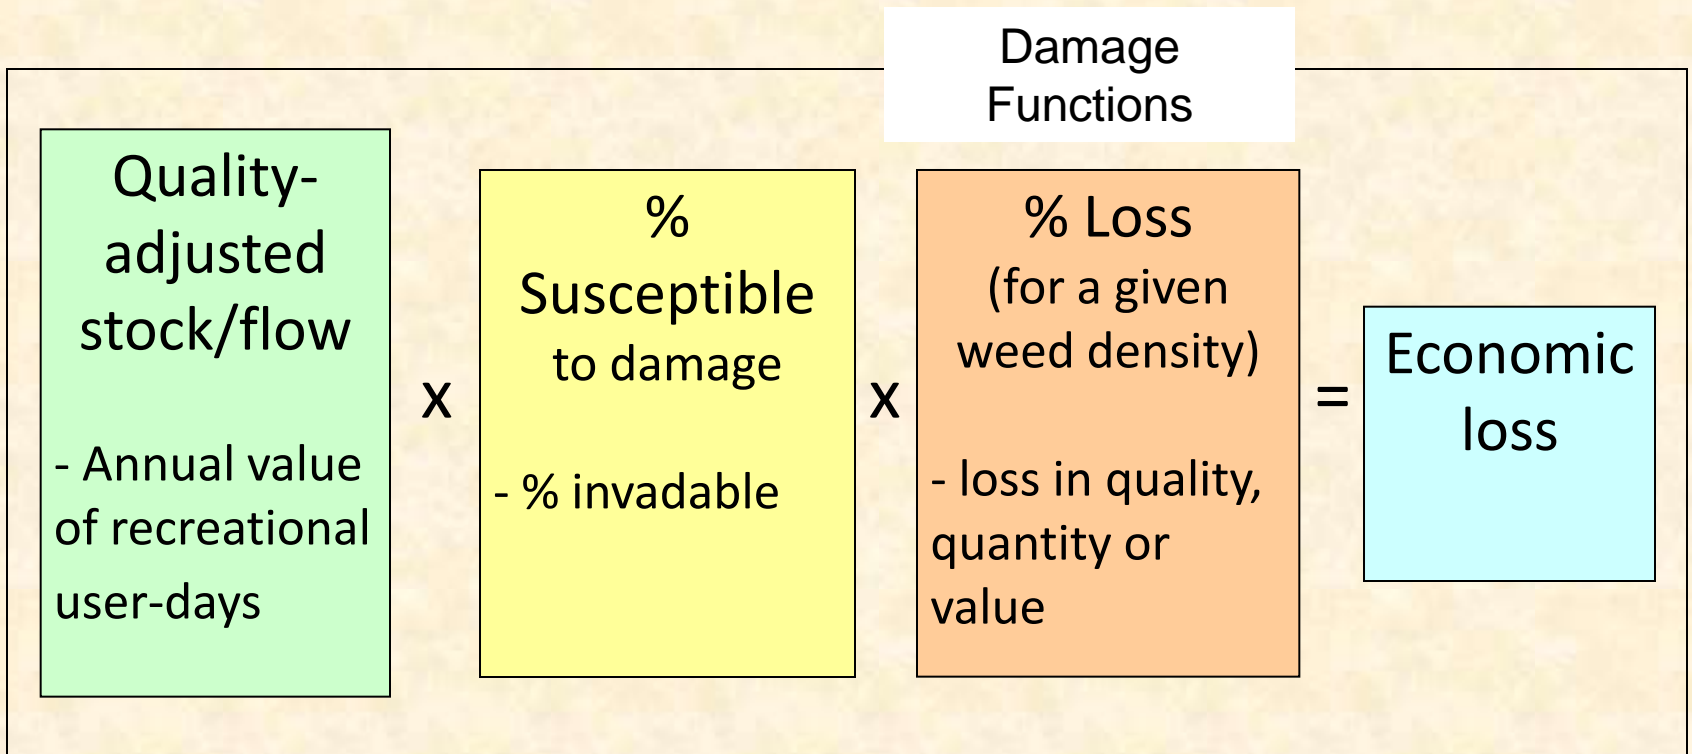 Damage
Functions
Quality-
adjusted
stock/flow
- Annual value
of recreational
user-days
x
%
Susceptible
to damage
- % invadable
x
% Loss
(for a given
weed density)
- loss in quality,
quantity or
value
=
Economic
loss